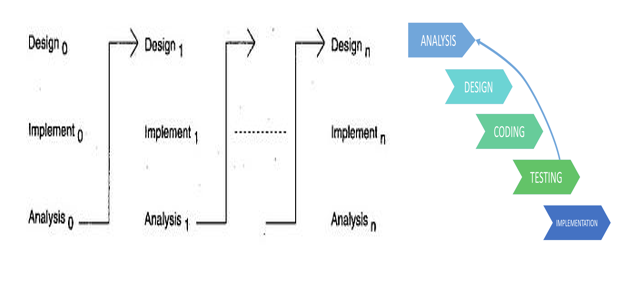 Design 0
Design 1
Design n
Implement 0
Implement 1
Implement n
Analysis 0
Analysis 1
Analysis n
ANALYSIS
DESIGN
CODING
TESTING
IMPLEMENTATION